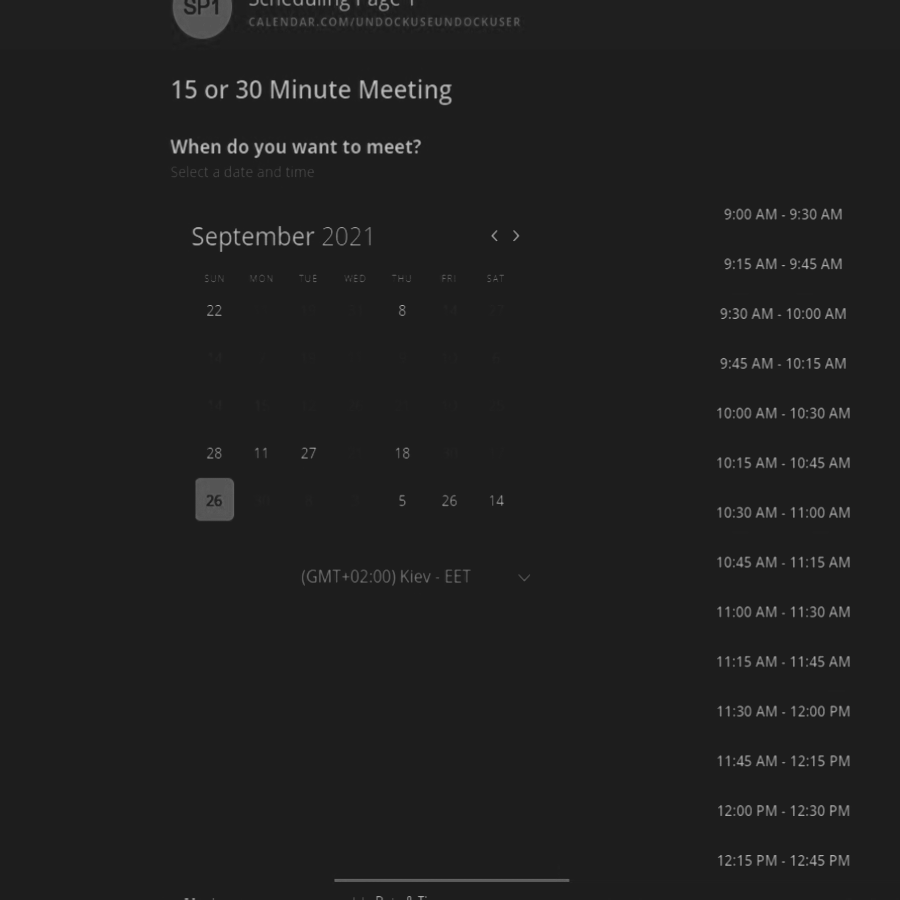 SP1
Scheduling Page 1
CALENDAR.COM/UNDOCKUSEUNDOCKUSER
15 or 30 Minute Meeting
When do you want to meet?
Select a date and time
September 2021
SUN MON TUE WED THU FRI SAT
22 8
28 11 27 18
26 5 26 14
(GMT+02:00) Kiev - EET
9:00 AM - 9:30 AM
9:15 AM - 9:45 AM
9:30 AM - 10:00 AM
9:45 AM - 10:15 AM
10:00 AM - 10:30 AM
10:15 AM - 10:45 AM
10:30 AM - 11:00 AM
10:45 AM - 11:15 AM
11:00 AM - 11:30 AM
11:15 AM - 11:45 AM
11:30 AM - 12:00 PM
11:45 AM - 12:15 PM
12:00 PM - 12:30 PM
12:15 PM - 12:45 PM